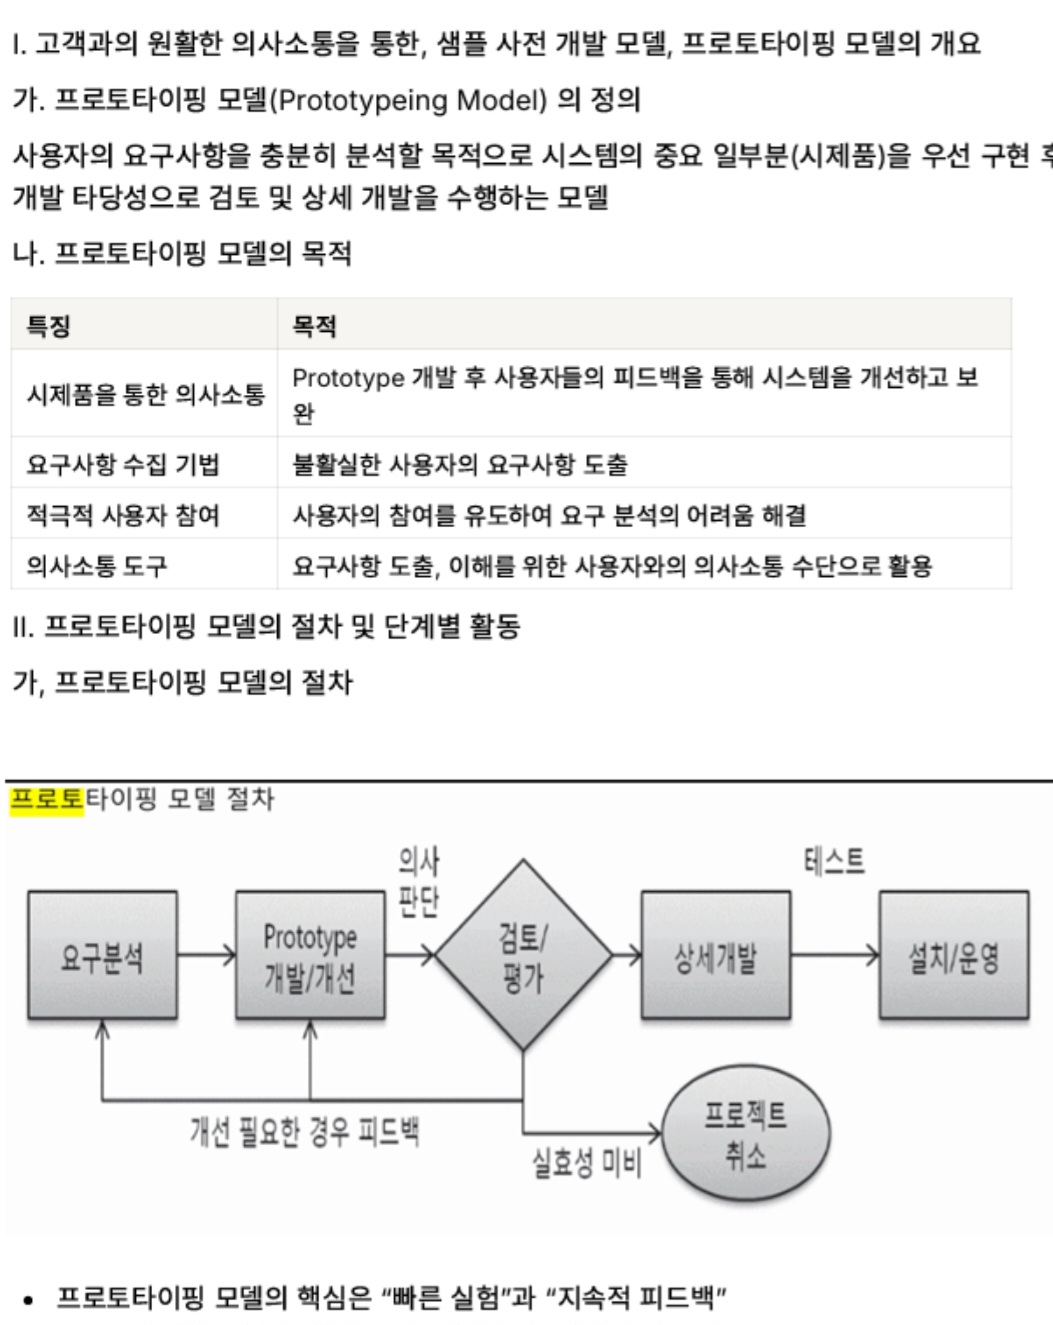 I. 고객과의 원활한 의사소통을 통한, 샘플 사전 개발 모델, 프로토타이핑 모델의 개요
가. 프로토타이핑 모델(Prototypeing Model) 의 정의
사용자의 요구사항을 충분히 분석할 목적으로 시스템의 중요 일부분(시제품)을 우선 구현 후
개발 타당성으로 검토 및 상세 개발을 수행하는 모델
나. 프로토타이핑 모델의 목적
특징 목적
시제품을 통한 의사소통 Prototype 개발 후 사용자들의 피드백을 통해 시스템을 개선하고 보
완
요구사항 수집 기법 불활실한 사용자의 요구사항 도출
적극적 사용자 참여 사용자의 참여를 유도하여 요구 분석의 어려움 해결
의사소통 도구 요구사항 도출, 이해를 위한 사용자와의 의사소통 수단으로 활용
II. 프로토타이핑 모델의 절차 및 단계별 활동
가, 프로토타이핑 모델의 절차
프로토타이핑 모델 절차
요구분석
Prototype
개발/개선
의사
판단
검토/
평가
상세개발
테스트
설치/운영
개선 필요한 경우 피드백
실효성 미비
프로젝트
취소
• 프로토타이핑 모델의 핵심은 “빠른 실험”과 “지속적 피드백”